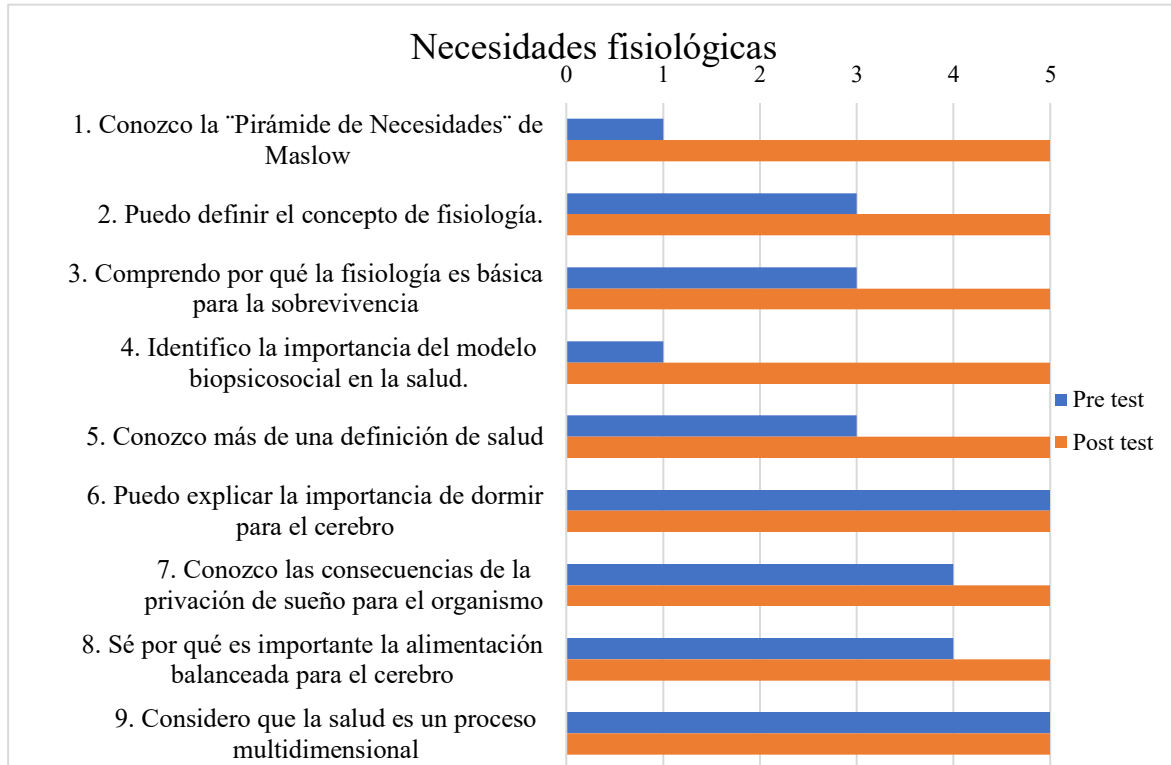 Necesidades fisiológicas
0 1 2 3 4 5
1. Conozco la ¨Pirámide de Necesidades¨ de
Maslow
2. Puedo definir el concepto de fisiología.
3. Comprendo por qué la fisiología es básica
para la sobrevivencia
4. Identifico la importancia del modelo
biopsicosocial en la salud.
5. Conozco más de una definición de salud
6. Puedo explicar la importancia de dormir
para el cerebro
7. Conozco las consecuencias de la
privación de sueño para el organismo
8. Sé por qué es importante la alimentación
balanceada para el cerebro
9. Considero que la salud es un proceso
multidimensional
Pre test
Post test